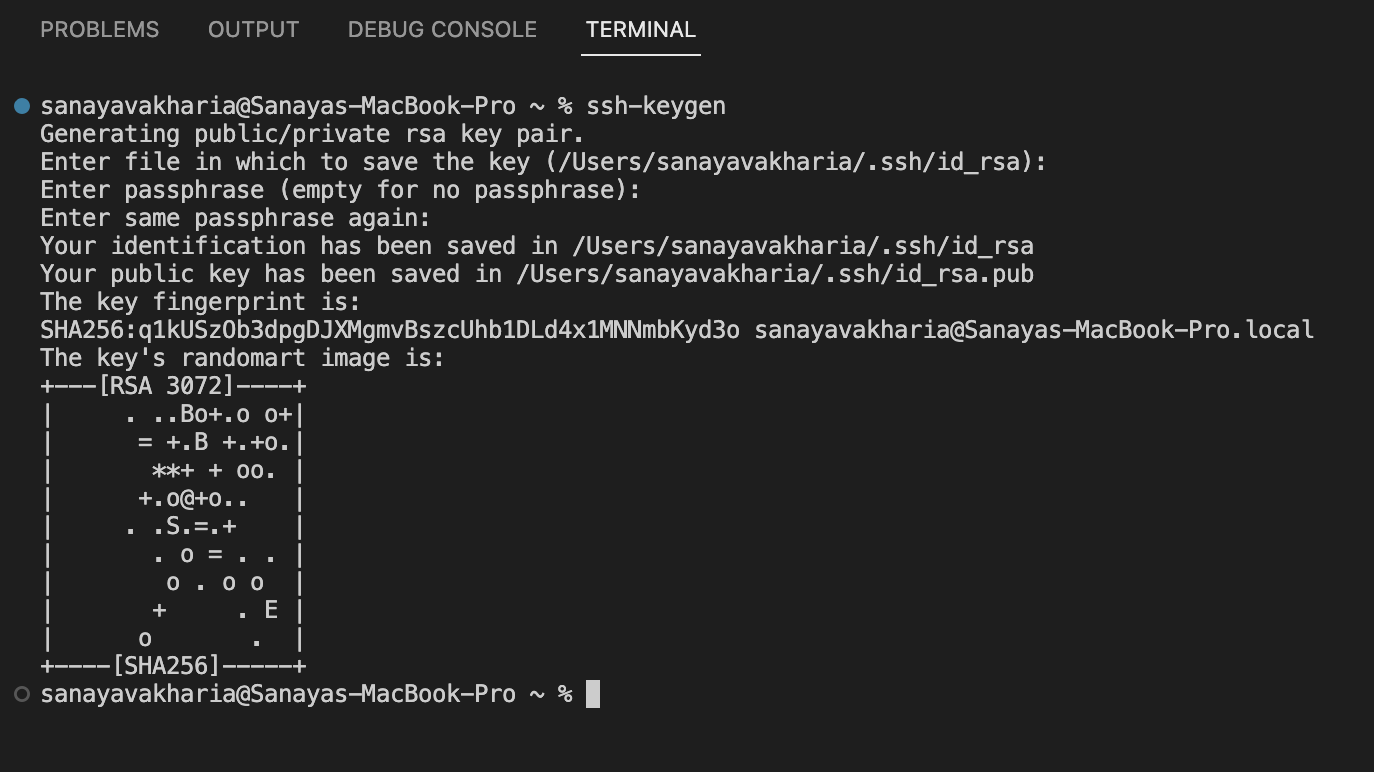 PROBLEMS OUTPUT DEBUG CONSOLE TERMINAL
sanayavakharia@Sanayas-MacBook-Pro ~ % ssh-keygen
Generating public/private rsa key pair.
Enter file in which to save the key (/Users/sanayavakharia/.ssh/id_rsa):
Enter passphrase (empty for no passphrase):
Enter same passphrase again:
Your identification has been saved in /Users/sanayavakharia/.ssh/id_rsa
Your public key has been saved in /Users/sanayavakharia/.ssh/id_rsa.pub
The key fingerprint is:
SHA256:q1kUSzOb3dpgDJXMgmvBszcUhb1DLd4x1MNNmbKyd3o sanayavakharia@Sanayas-MacBook-Pro.local
The key's randomart image is:
+---[RSA 3072]----+
|     . ..Bo+.o o+|
|      = +.B +.+o.|
|       **+ + oo. |
|      +.o@+o..   |
|     . .S.=.+    |
|       . o = . . |
|        o . o o  |
|       +     . E |
|      o       .  |
+----[SHA256]-----+
sanayavakharia@Sanayas-MacBook-Pro ~ %